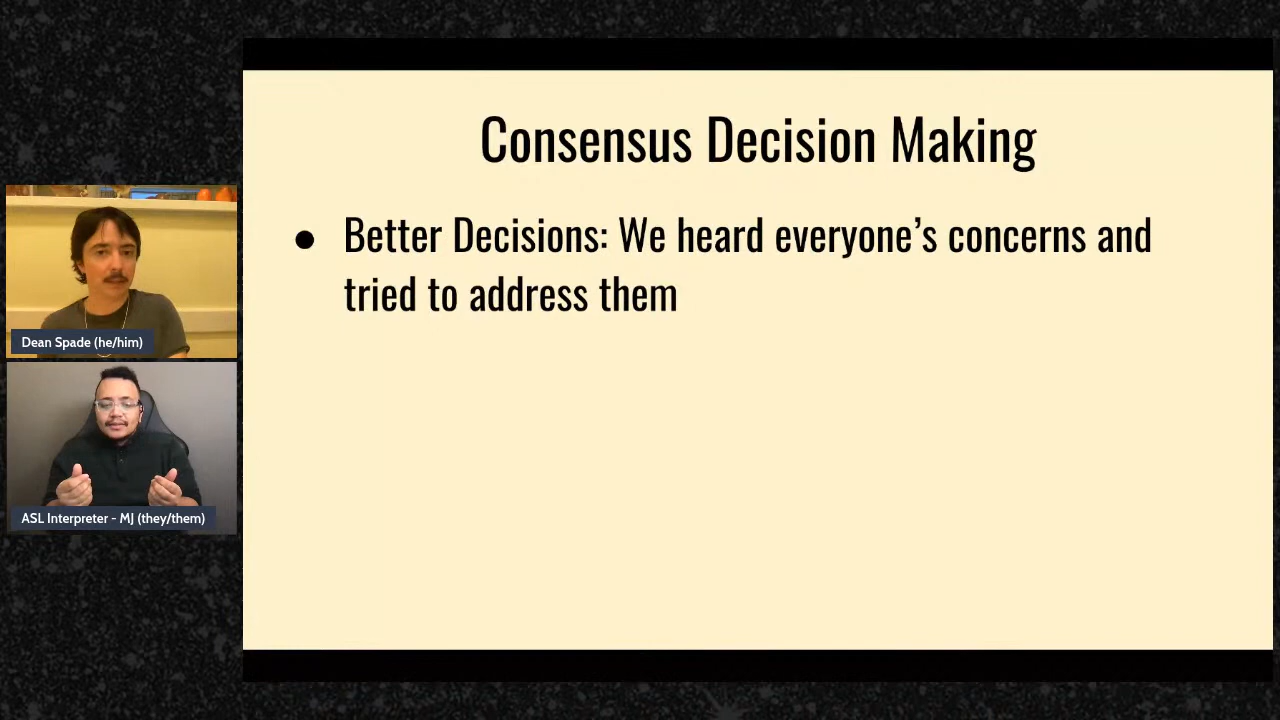 Consensus Decision Making
● Better Decisions: We heard everyone’s concerns and
tried to address them
Dean Spade (he/him)
ASL Interpreter - MJ (they/them)